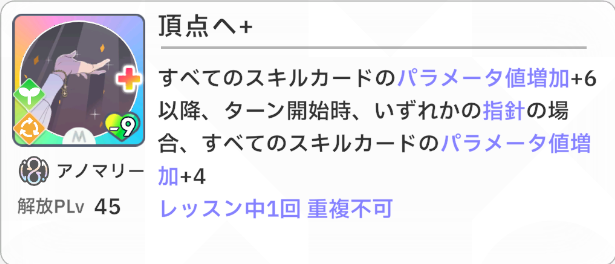 頂点へ+
すべてのスキルカードのパラメータ値増加+6
以降、ターン開始時、いずれかの指針の場
合、すべてのスキルカードのパラメータ値増
加+4
レッスン中1回 重複不可
M
-9
アノマリー
解放PLv 45